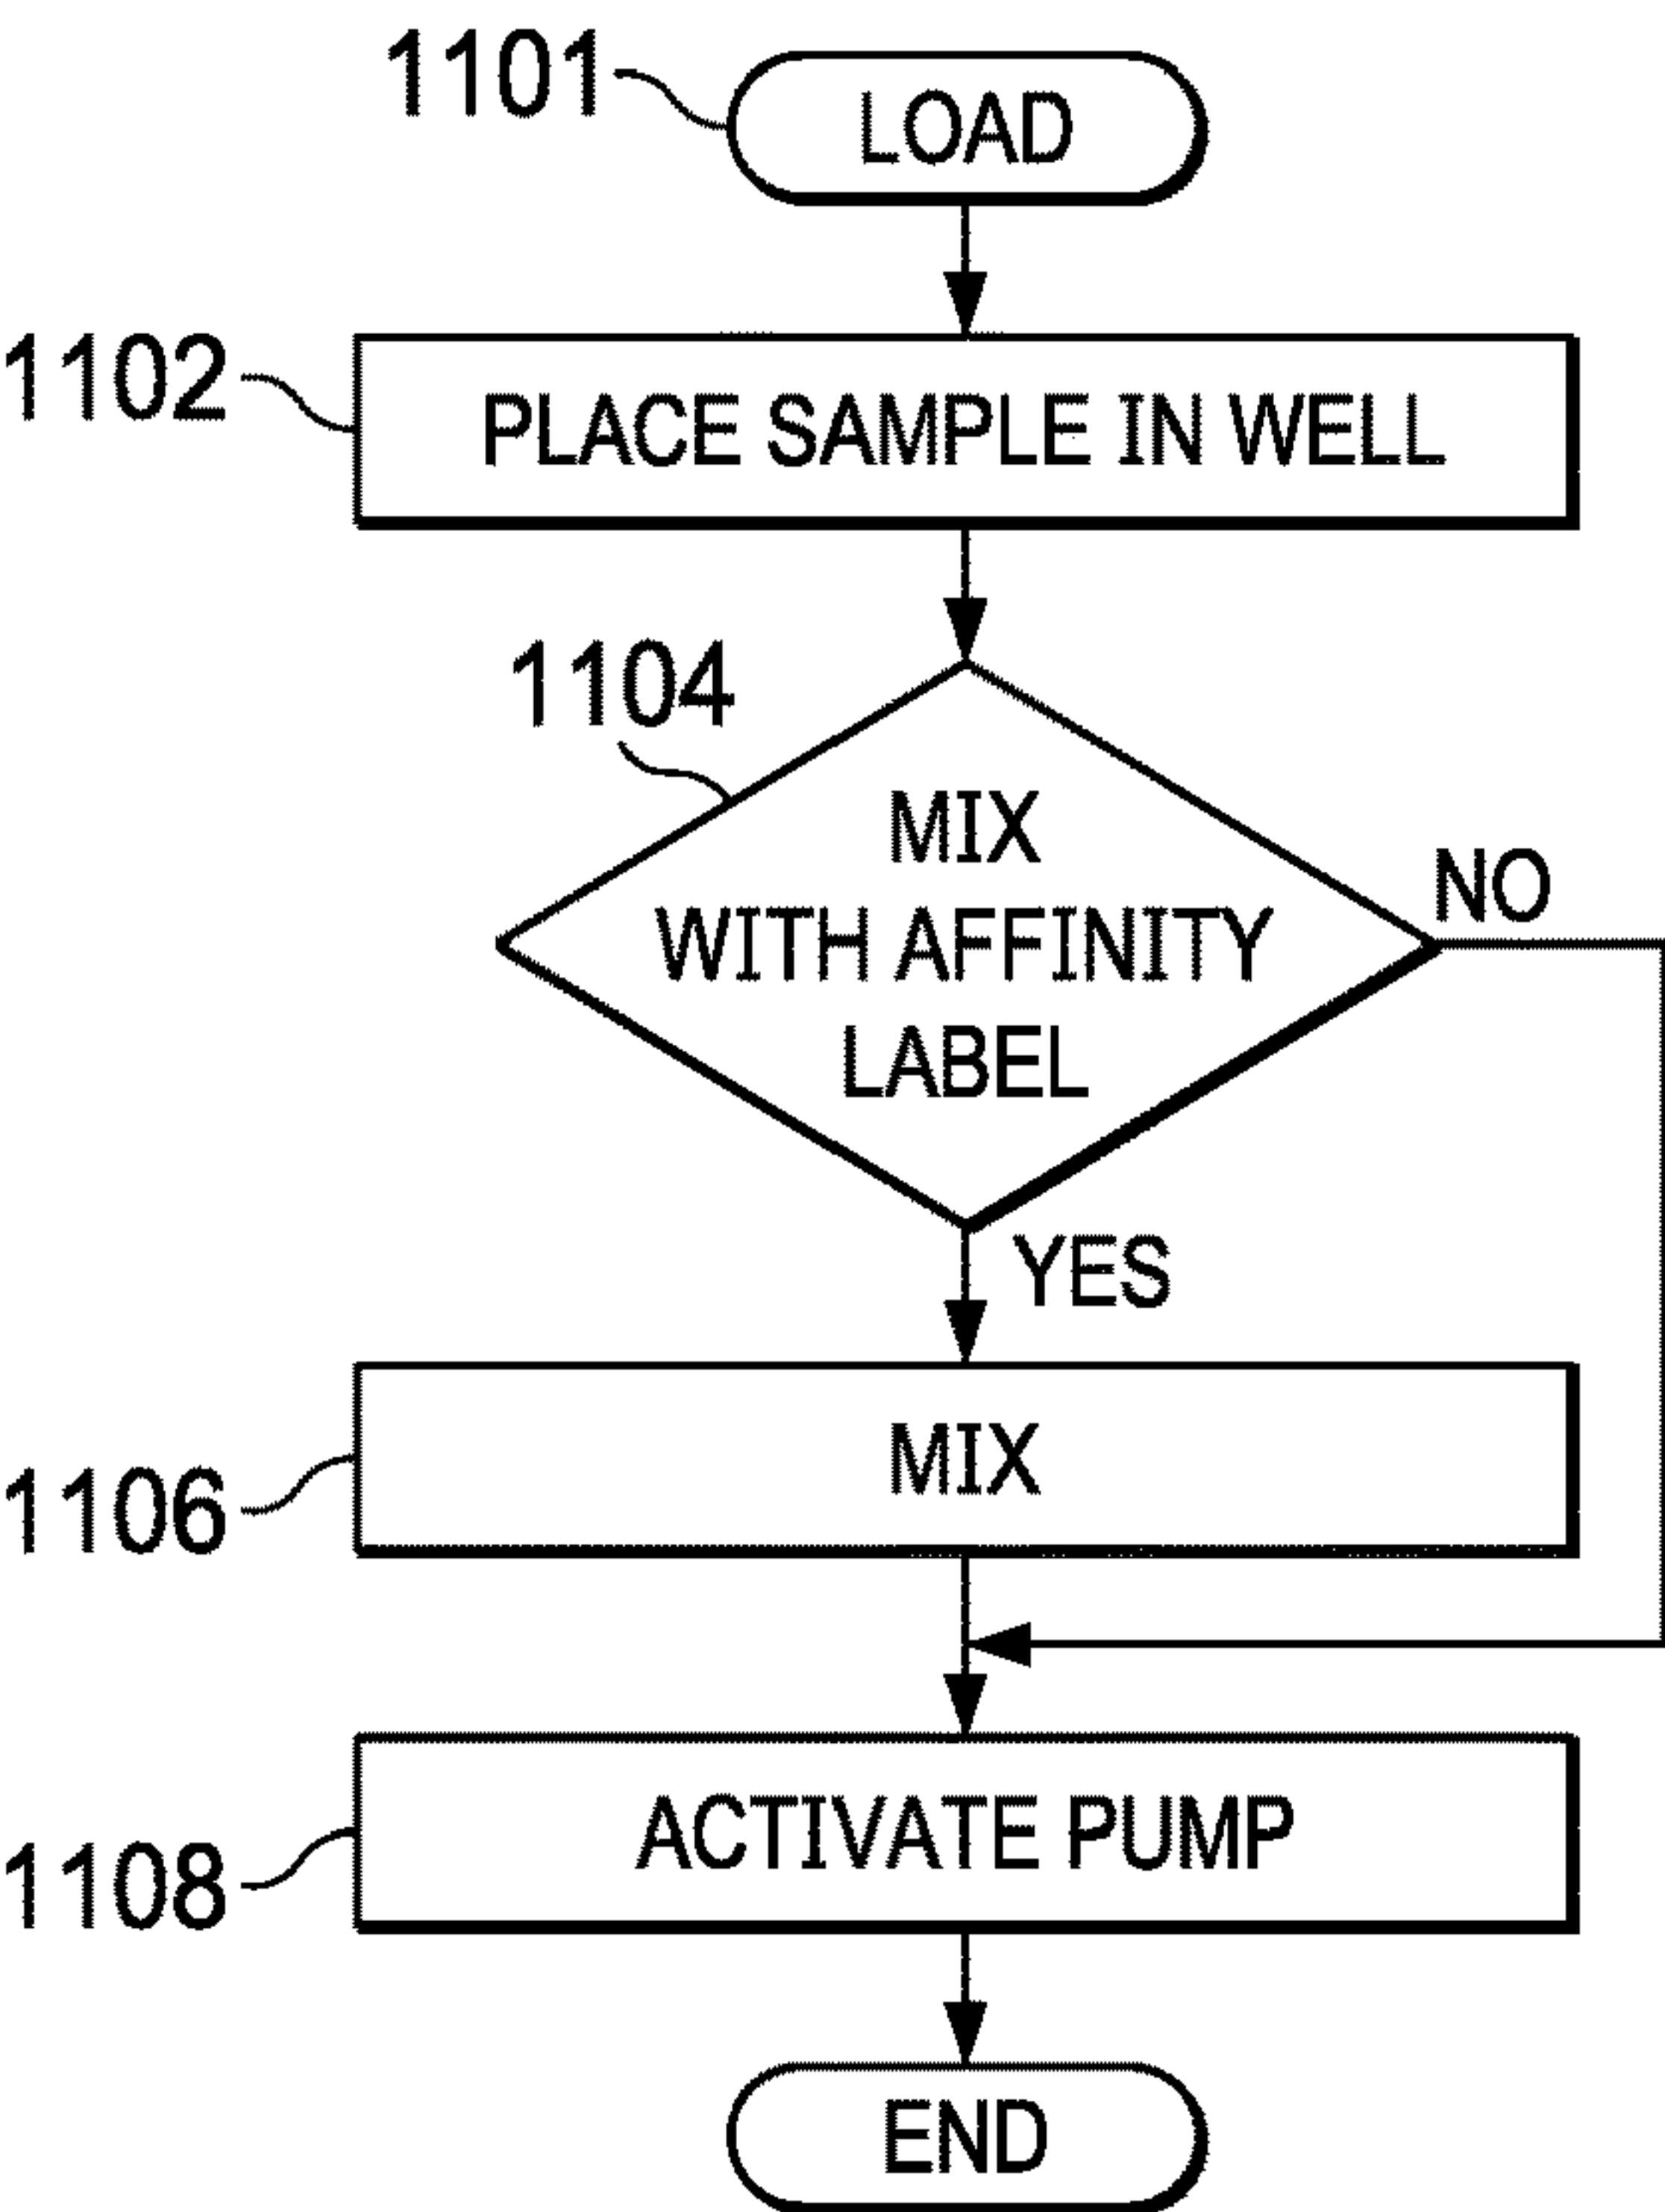 1101
LOAD
1102
PLACE SAMPLE IN WELL
1104
MIX
WITH AFFINITY
LABEL
NO
YES
MIX
1106
ACTIVATE PUMP
1108
END